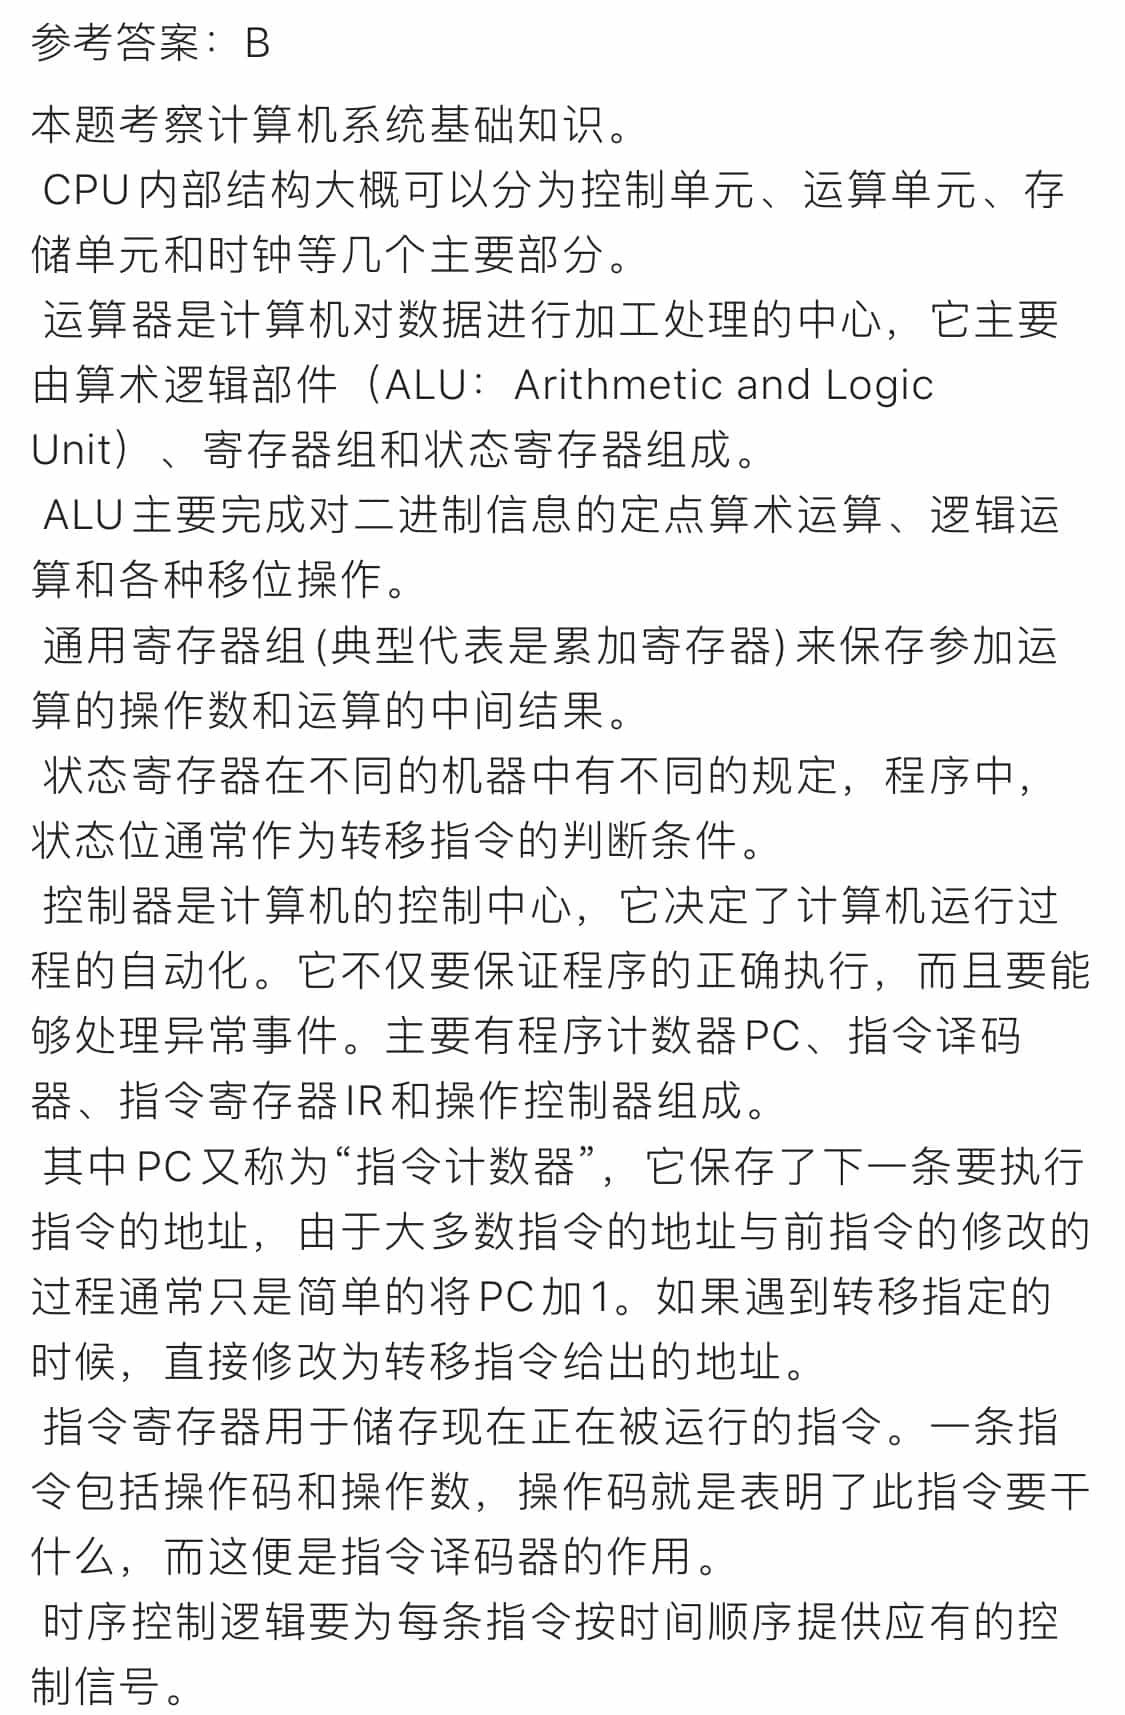 参考答案：B
本题考察计算机系统基础知识。
CPU内部结构大概可以分为控制单元、运算单元、存
储单元和时钟等几个主要部分。
运算器是计算机对数据进行加工处理的中心，它主要
由算术逻辑部件（ALU：Arithmetic and Logic
Unit）、寄存器组和状态寄存器组成。
ALU主要完成对二进制信息的定点算术运算、逻辑运
算和各种移位操作。
通用寄存器组(典型代表是累加寄存器)来保存参加运
算的操作数和运算的中间结果。
状态寄存器在不同的机器中有不同的规定，程序中，
状态位通常作为转移指令的判断条件。
控制器是计算机的控制中心，它决定了计算机运行过
程的自动化。它不仅要保证程序的正确执行，而且要能
够处理异常事件。主要有程序计数器PC、指令译码
器、指令寄存器IR和操作控制器组成。
其中PC又称为“指令计数器”，它保存了下一条要执行
指令的地址，由于大多数指令的地址与前指令的修改的
过程通常只是简单的将PC加1。如果遇到转移指定的
时候，直接修改为转移指令给出的地址。
指令寄存器用于储存现在正在被运行的指令。一条指
令包括操作码和操作数，操作码就是表明了此指令要干
什么，而这便是指令译码器的作用。
时序控制逻辑要为每条指令按时间顺序提供应有的控
制信号。